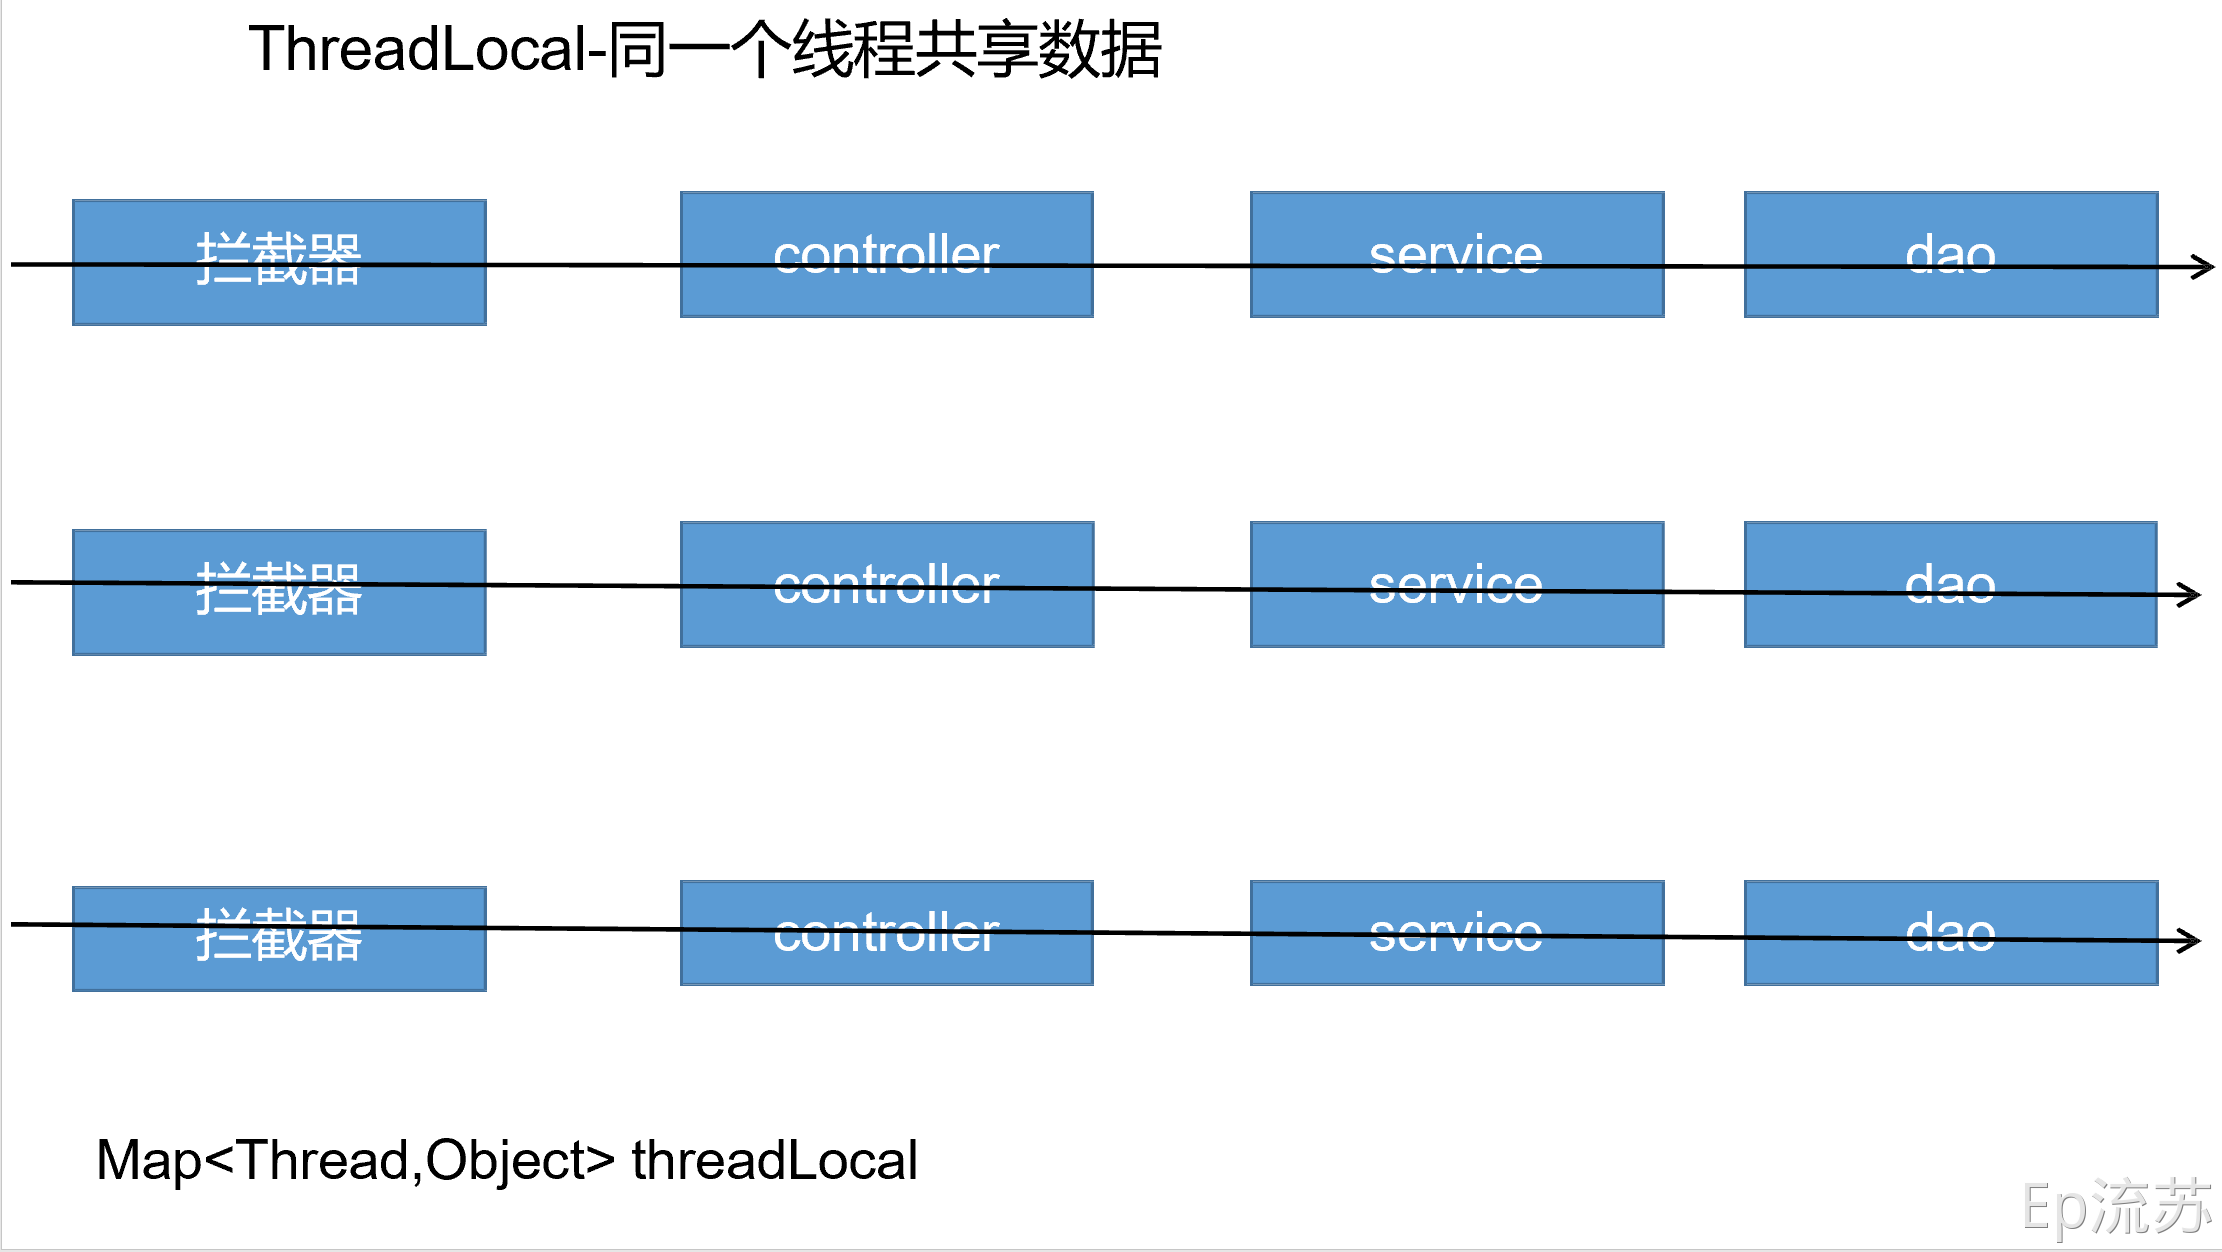 ThreadLocal-同一个线程共享数据
拦截器 controller service dao
拦截器 controller service dao
拦截器 controller service dao
Map<Thread,Object> threadLocal
Ep流苏